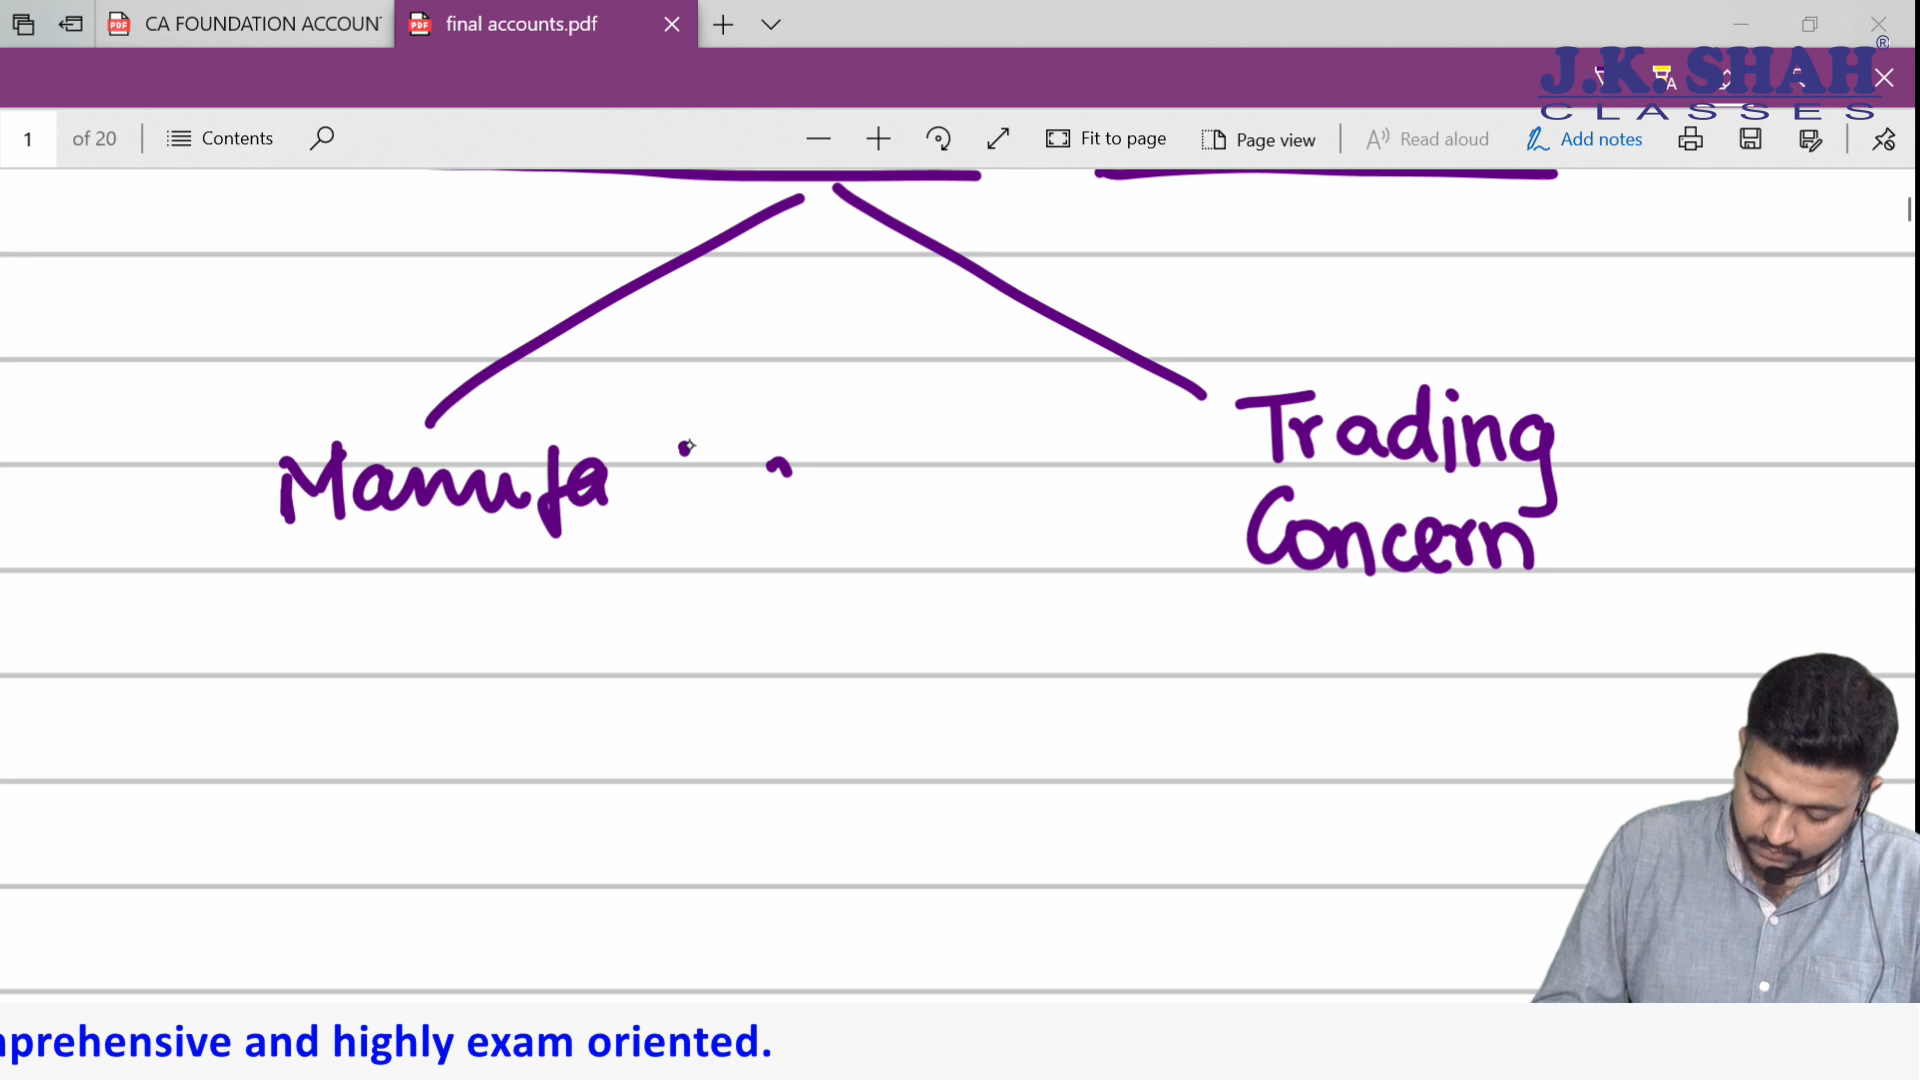 CA FOUNDATION ACCOUN
final accounts.pdf
J.K. SHAH®
CLASSES
1 of 20
Contents
Fit to page
Page view
Read aloud
Add notes
Manufa
Trading
Concern
mprehensive and highly exam oriented.